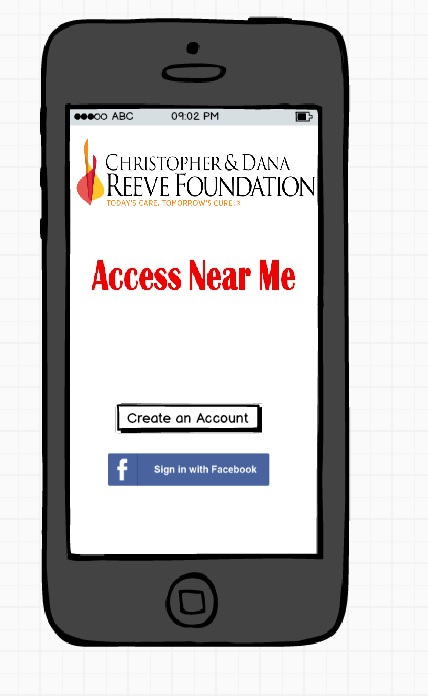 ABC 09:02 PM
CHRISTOPHER & DANA
REEVE FOUNDATION
TODAY'S CARE. TOMORROW'S CURE.®
Access Near Me
Create an Account
f Sign in with Facebook